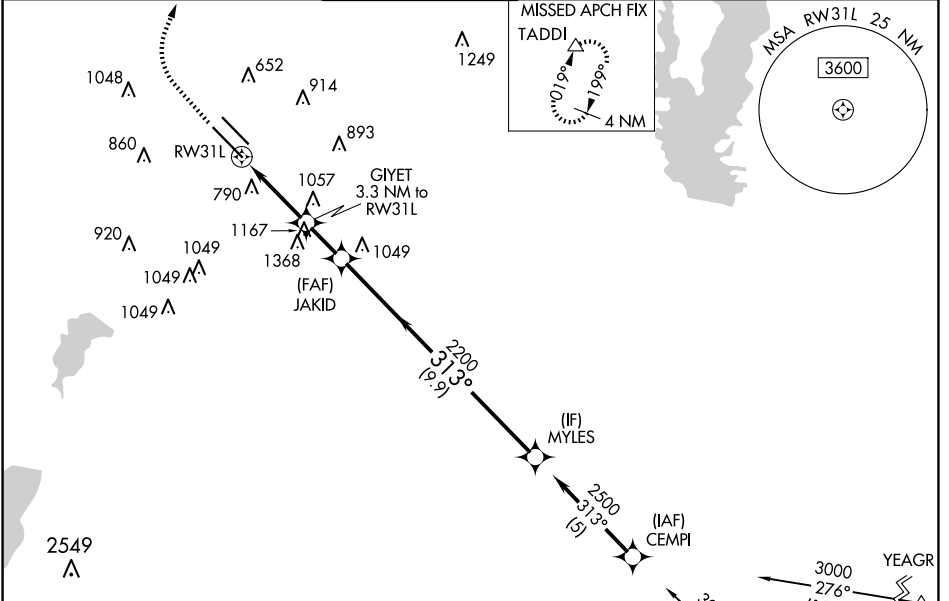 MISSED APCH FIX
TADDI
019°
199°
4 NM
MSA RW31L 25 NM
3600
1249
652
1048
914
893
860
RW31L
GIYET
3.3 NM to
RW31L
790
1057
1167
1368
1049
920
1049
1049
1049
(FAF)
JAKID
2200
313°
(9.9)
(IF)
MYLES
2500
313°
(5)
(IAF)
CEMPI
2549
YEAGR
3000
276°